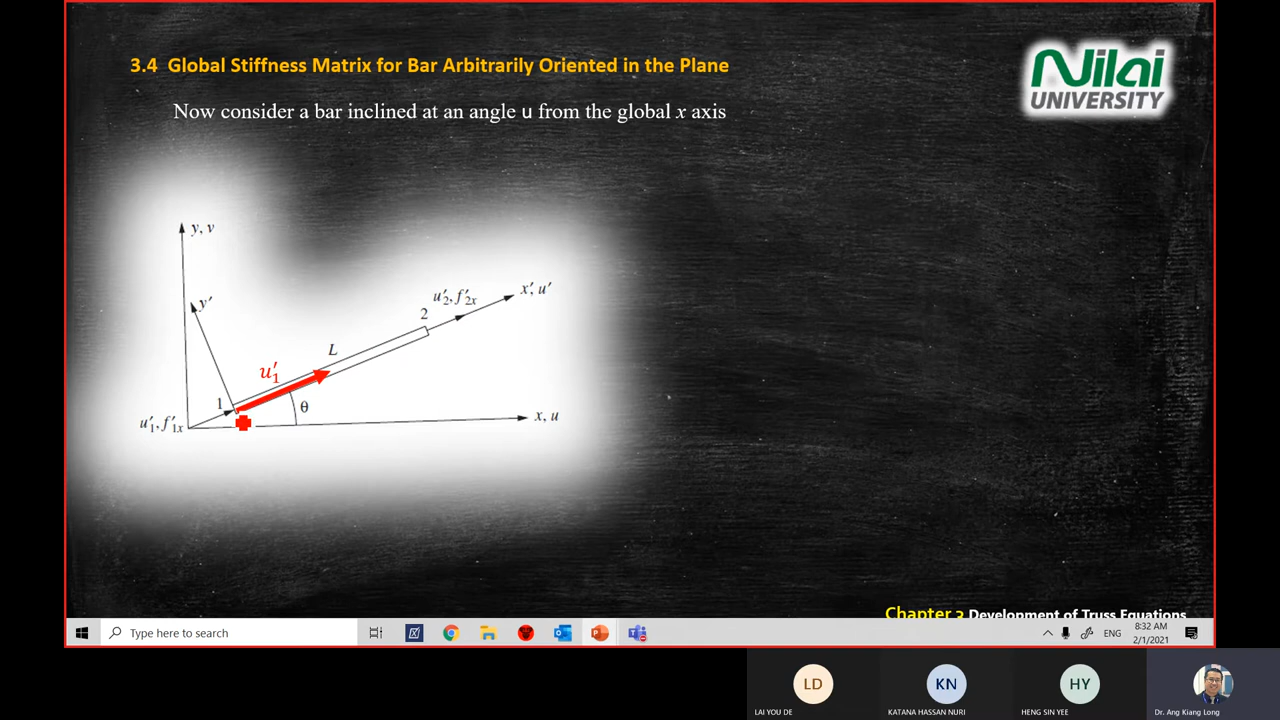 3.4 Global Stiffness Matrix for Bar Arbitrarily Oriented in the Plane
Nilai
UNIVERSITY
Now consider a bar inclined at an angle u from the global x axis
y, v
y′
u′₂, f′₂ₓ
x′, u′
2
L
u′₁
1
θ
u′₁, f′₁ₓ
x, u
Chapter 3 Development of Truss Equations
Type here to search
ENG
8:32 AM
2/1/2021
LD
KN
HY
LAI YOU DE
KATANA HASSAN NURI
HENG SIN YEE
Dr. Ang Kiang Long